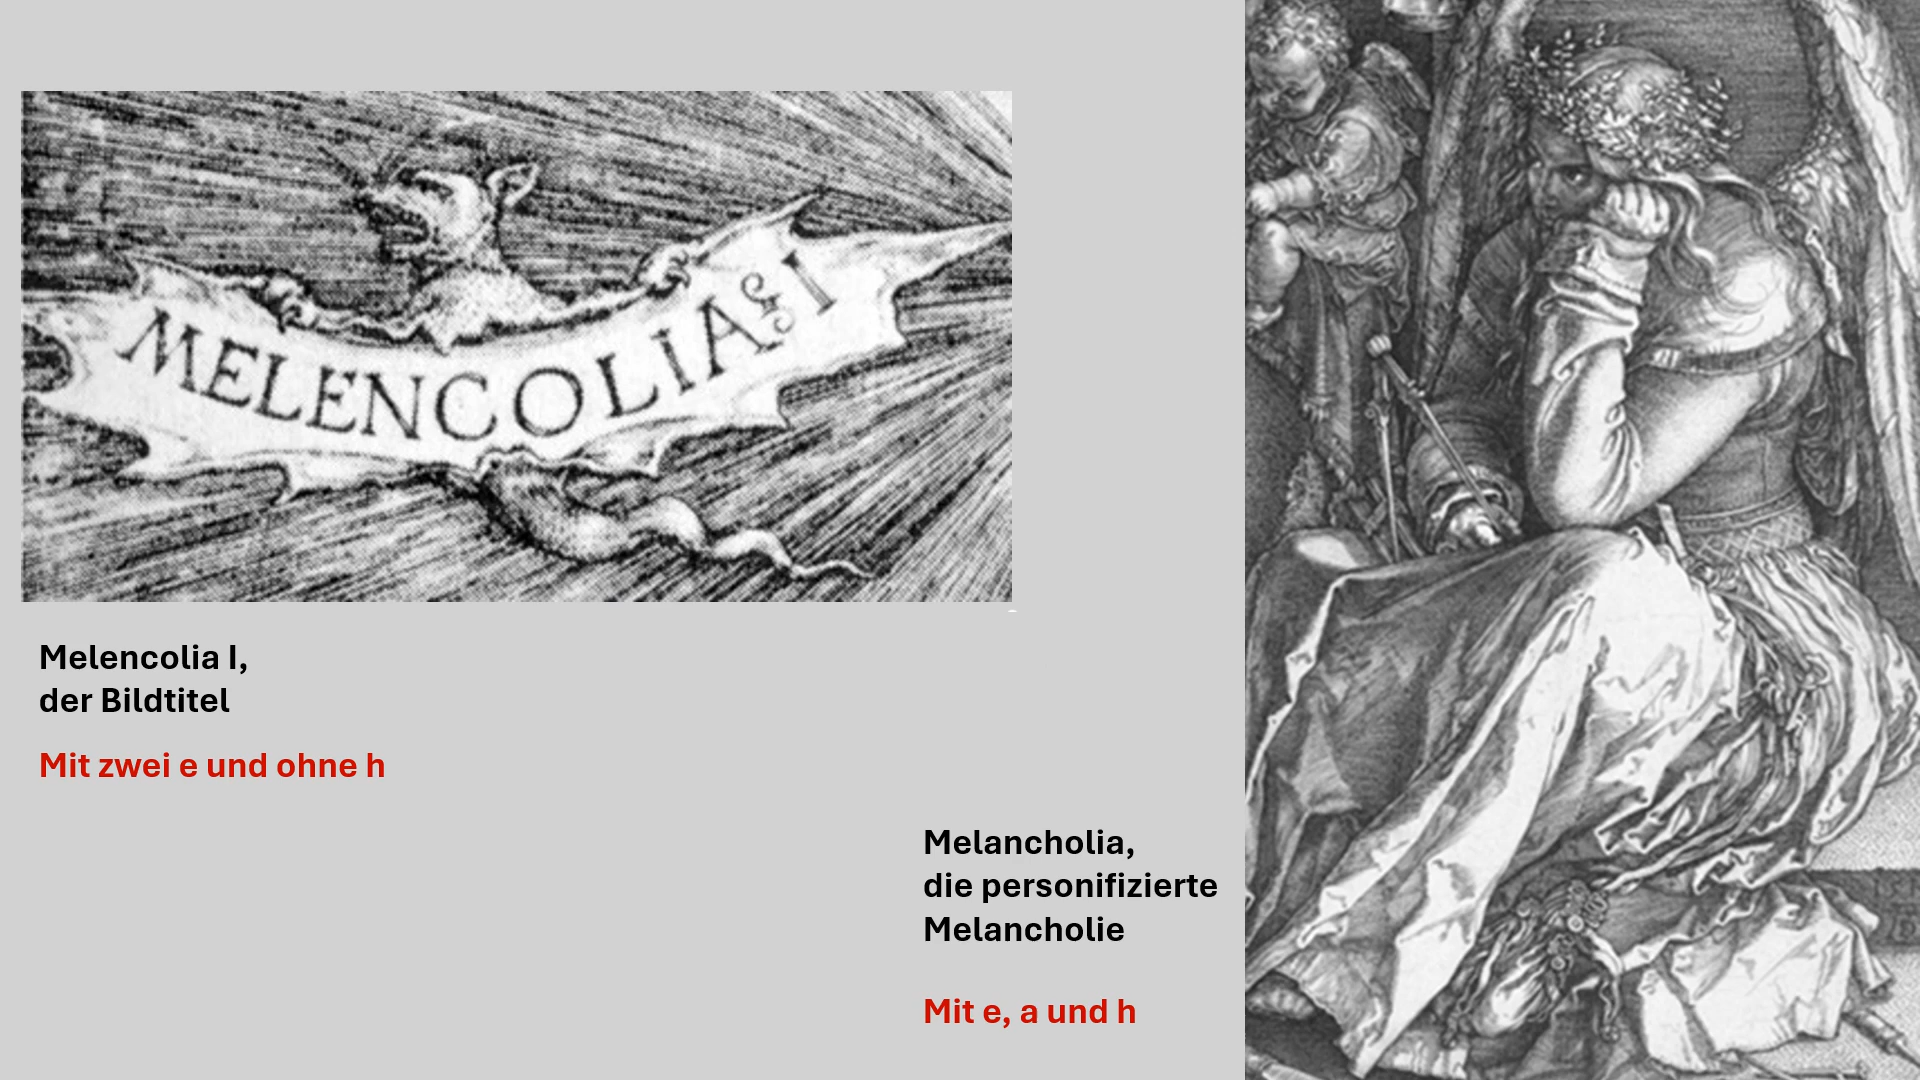 MELENCOLIA § I
Melencolia I,
der Bildtitel
Mit zwei e und ohne h
Melancholia,
die personifizierte
Melancholie
Mit e, a und h